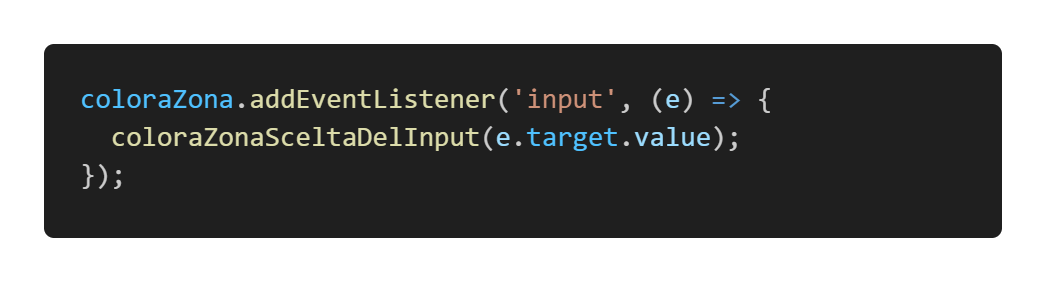 coloraZona.addEventListener('input', (e) => {
  coloraZonaSceltaDelInput(e.target.value);
});